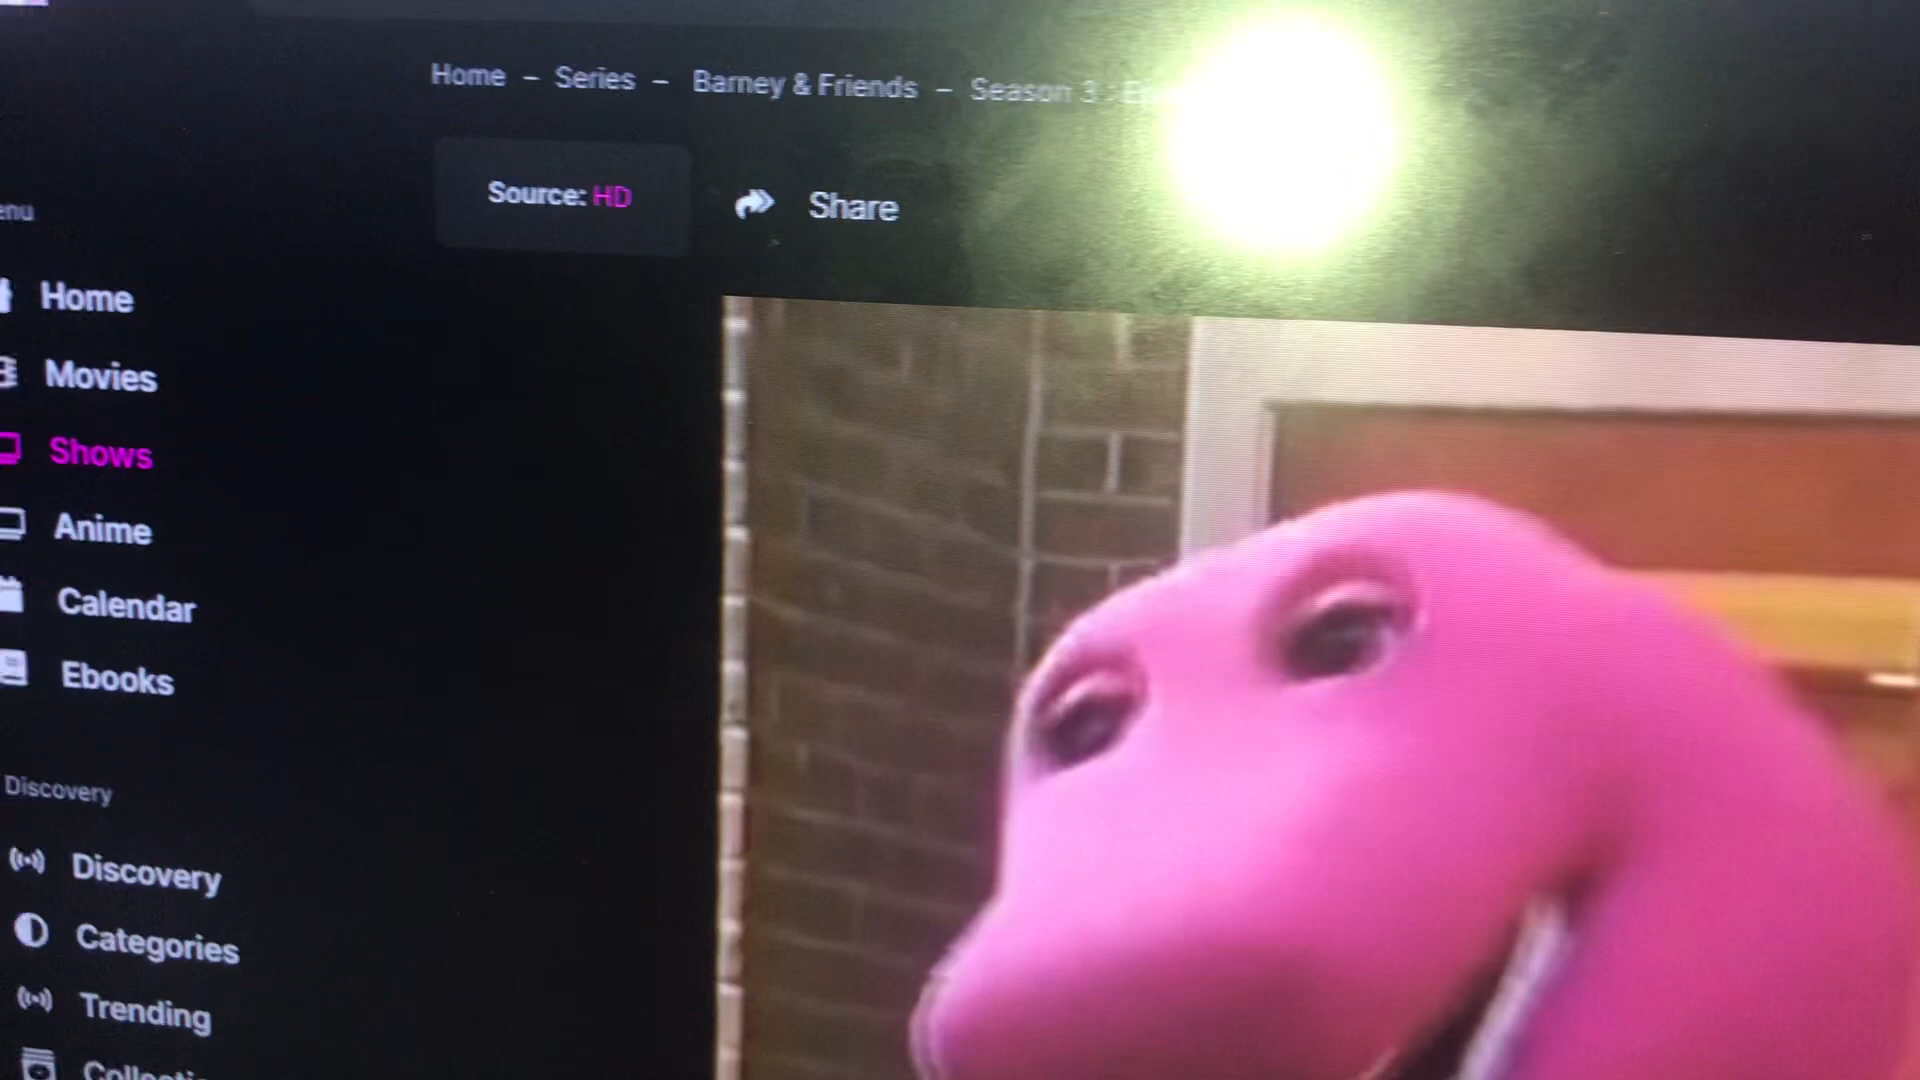 Home – Series – Barney & Friends – Season 3
Source: HD
Share
Home
Movies
Shows
Anime
Calendar
Ebooks
Discovery
Discovery
Categories
Trending